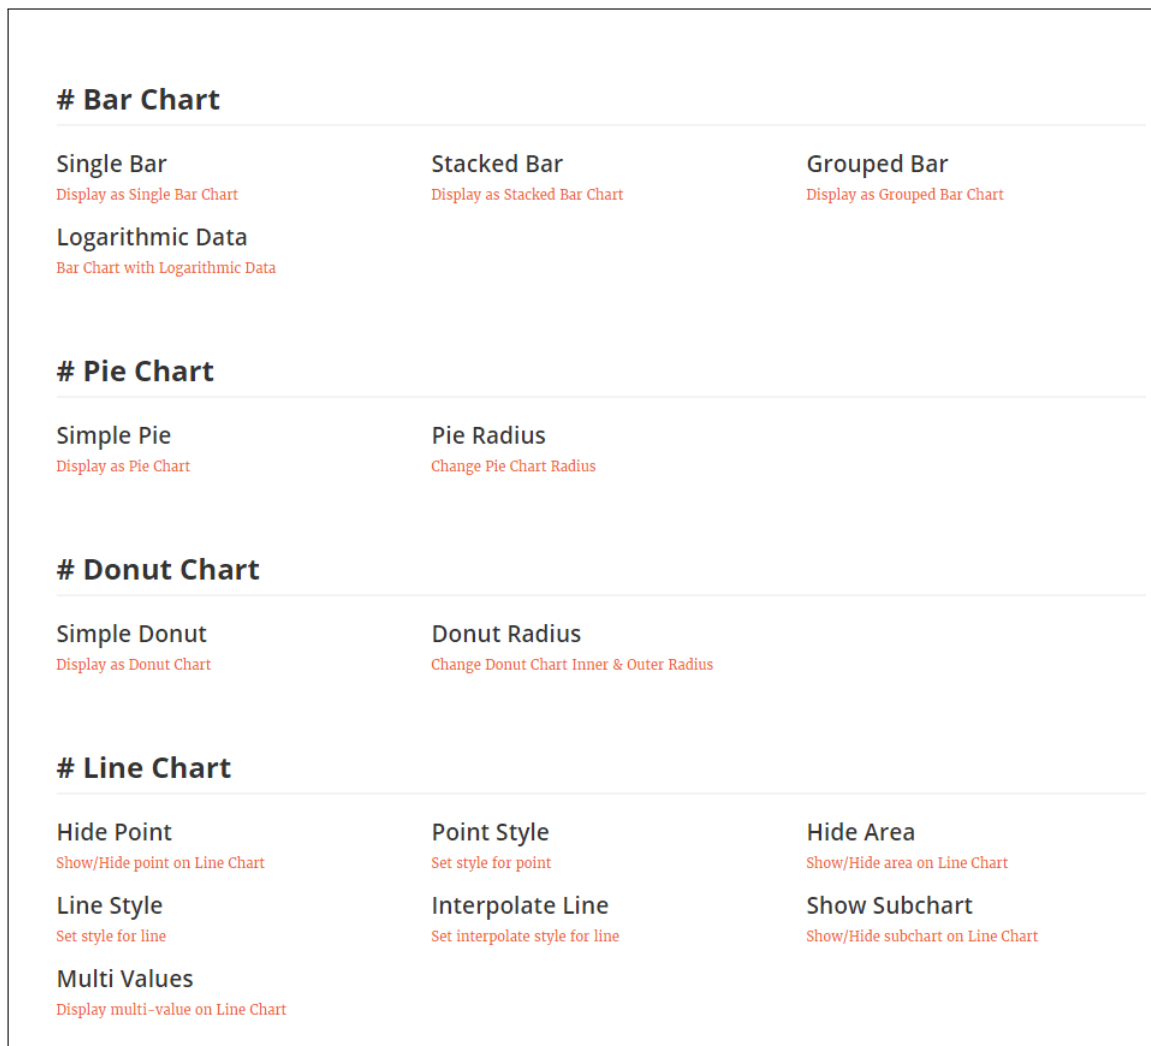 # Bar Chart
Single Bar
Display as Single Bar Chart
Stacked Bar
Display as Stacked Bar Chart
Grouped Bar
Display as Grouped Bar Chart
Logarithmic Data
Bar Chart with Logarithmic Data
# Pie Chart
Simple Pie
Display as Pie Chart
Pie Radius
Change Pie Chart Radius
# Donut Chart
Simple Donut
Display as Donut Chart
Donut Radius
Change Donut Chart Inner & Outer Radius
# Line Chart
Hide Point
Show/Hide point on Line Chart
Point Style
Set style for point
Hide Area
Show/Hide area on Line Chart
Line Style
Set style for line
Interpolate Line
Set interpolate style for line
Show Subchart
Show/Hide subchart on Line Chart
Multi Values
Display multi-value on Line Chart